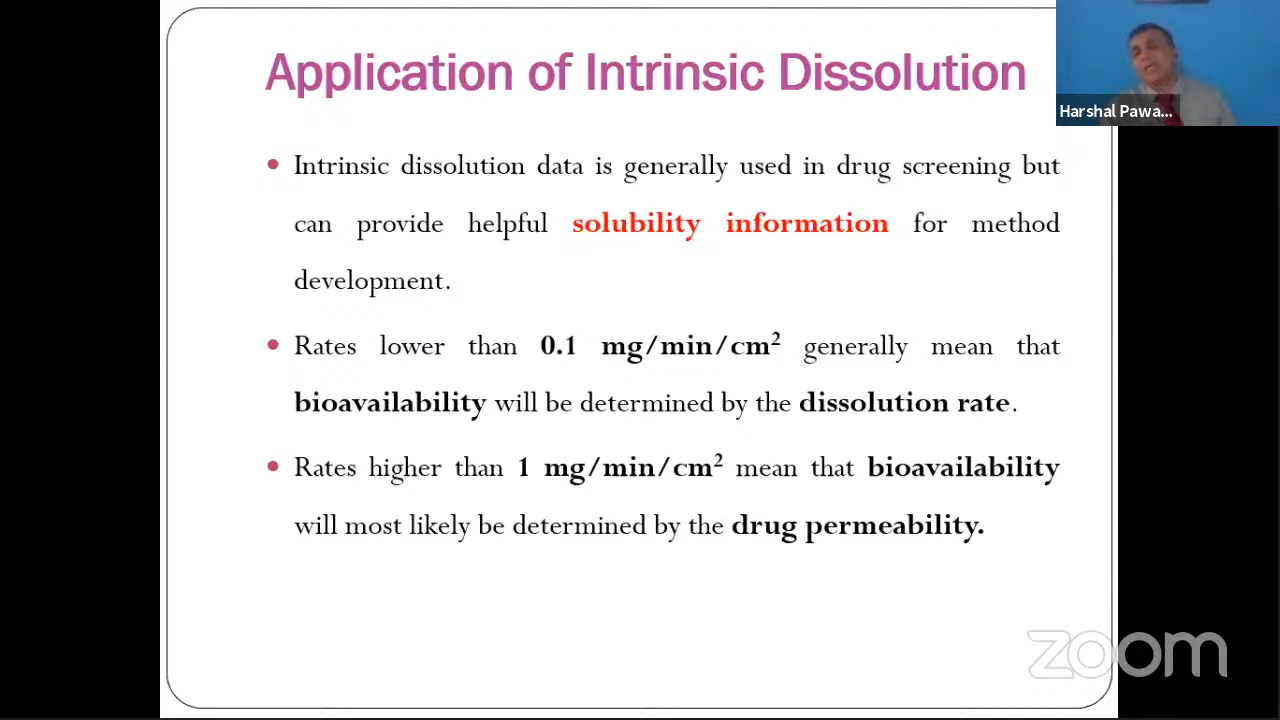 Application of Intrinsic Dissolution
Harshal Pawa...
• Intrinsic dissolution data is generally used in drug screening but
can provide helpful solubility information for method
development.
• Rates lower than 0.1 mg/min/cm² generally mean that
bioavailability will be determined by the dissolution rate.
• Rates higher than 1 mg/min/cm² mean that bioavailability
will most likely be determined by the drug permeability.
zoom